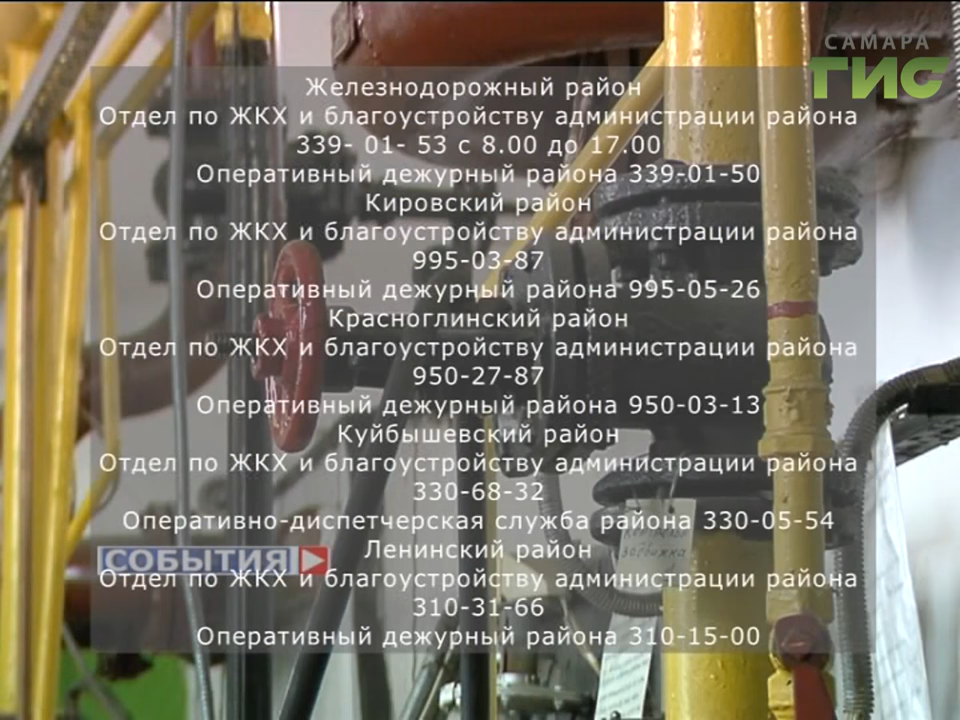 САМАРА
ГИС
Железнодорожный район
Отдел по ЖКХ и благоустройству администрации района
339- 01- 53 с 8.00 до 17.00
Оперативный дежурный района 339-01-50
Кировский район
Отдел по ЖКХ и благоустройству администрации района
995-03-87
Оперативный дежурный района 995-05-26
Красноглинский район
Отдел по ЖКХ и благоустройству администрации района
950-27-87
Оперативный дежурный района 950-03-13
Куйбышевский район
Отдел по ЖКХ и благоустройству администрации района
330-68-32
Оперативно-диспетчерская служба района 330-05-54
Ленинский район
СОБЫТИЯ
Отдел по ЖКХ и благоустройству администрации района
310-31-66
Оперативный дежурный района 310-15-00